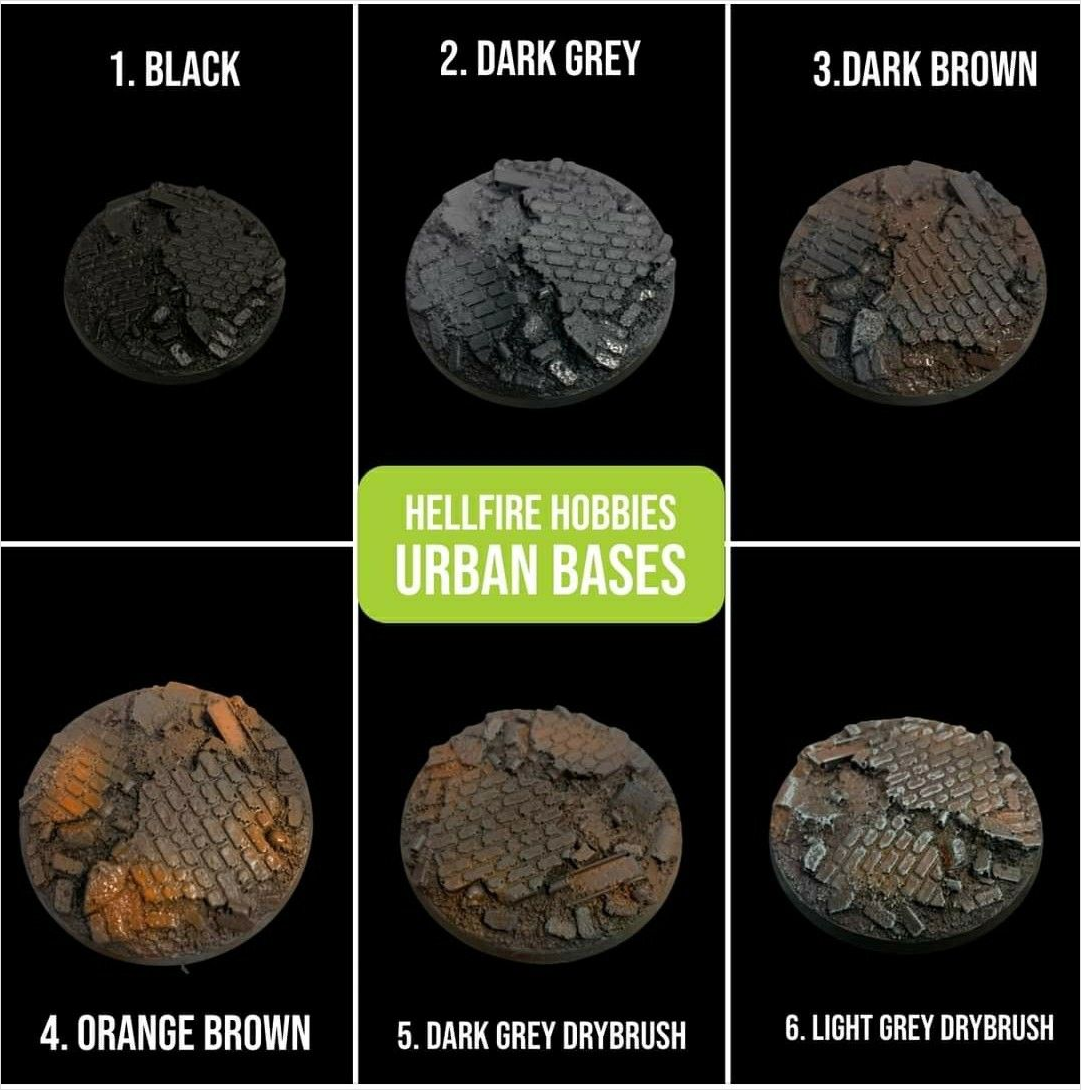 1. BLACK
2. DARK GREY
3.DARK BROWN
HELLFIRE HOBBIES
URBAN BASES
4. ORANGE BROWN
5. DARK GREY DRYBRUSH
6. LIGHT GREY DRYBRUSH